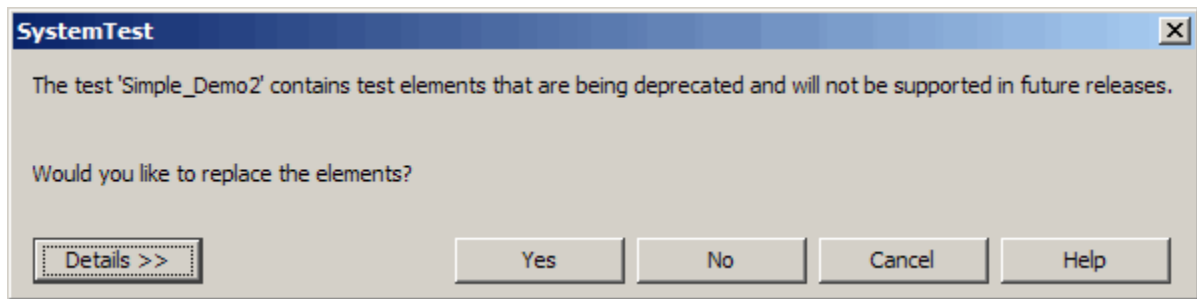 SystemTest
The test 'Simple_Demo2' contains test elements that are being deprecated and will not be supported in future releases.
Would you like to replace the elements?
Details >> Yes No Cancel Help